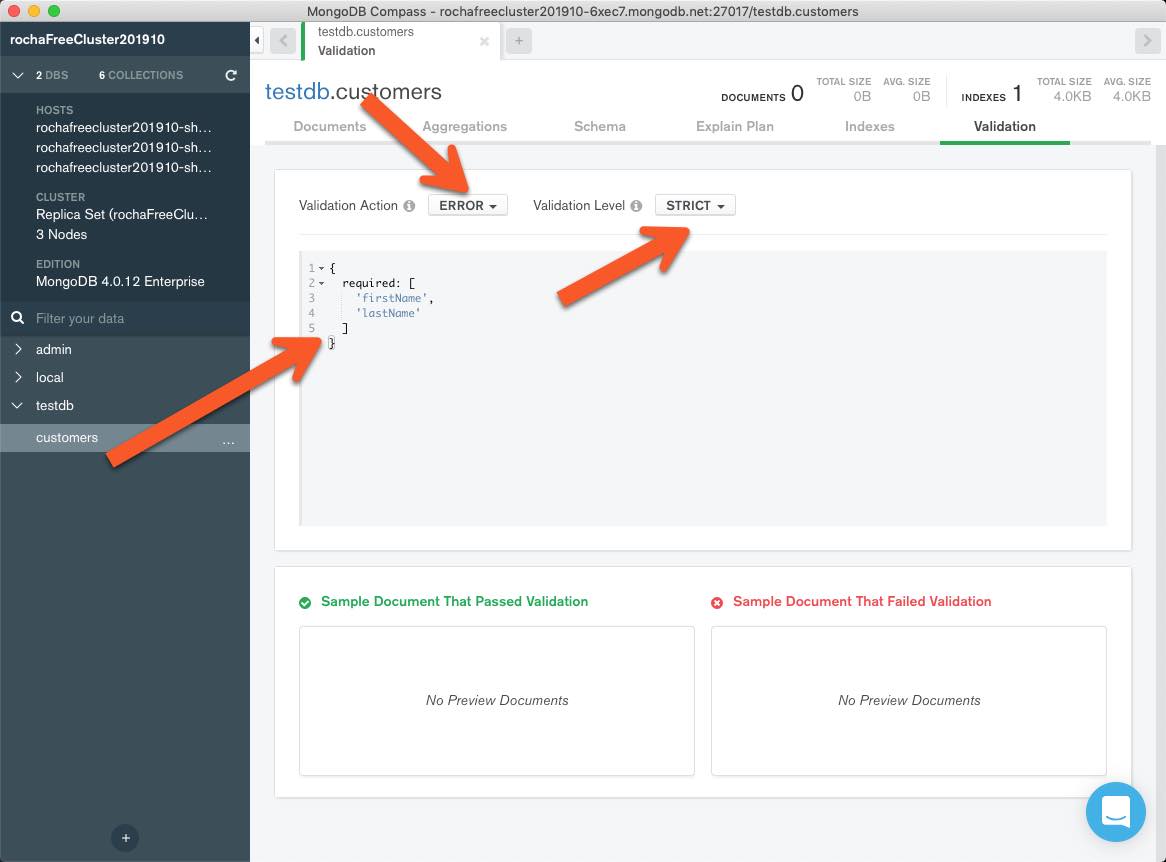 MongoDB Compass - rochafreecluster201910-6xec7.mongodb.net:27017/testdb.customers
rochaFreeCluster201910
2 DBS 6 COLLECTIONS
HOSTS
rochafreecluster201910-sh...
rochafreecluster201910-sh...
rochafreecluster201910-sh...
CLUSTER
Replica Set (rochaFreeClu...
3 Nodes
EDITION
MongoDB 4.0.12 Enterprise
Filter your data
admin
local
testdb
customers ...
+
testdb.customers
Validation
+
testdb.customers
DOCUMENTS 0
TOTAL SIZE
0B
AVG. SIZE
0B
INDEXES 1
TOTAL SIZE
4.0KB
AVG. SIZE
4.0KB
Documents Aggregations Schema Explain Plan Indexes Validation
Validation Action ERROR Validation Level STRICT
1 {
2 required: [
3 'firstName',
4 'lastName'
5 ]
}
Sample Document That Passed Validation
No Preview Documents
Sample Document That Failed Validation
No Preview Documents